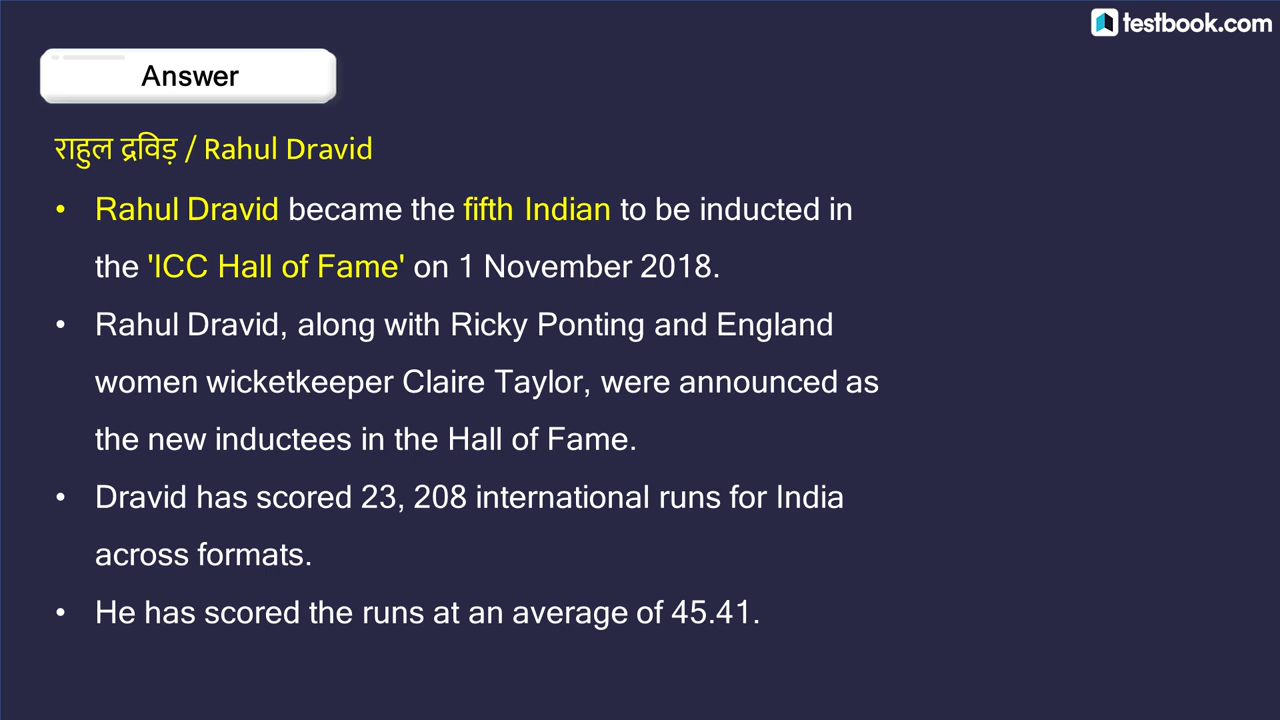 testbook.com
Answer
राहुल द्रविड़ / Rahul Dravid
• Rahul Dravid became the fifth Indian to be inducted in
the 'ICC Hall of Fame' on 1 November 2018.
• Rahul Dravid, along with Ricky Ponting and England
women wicketkeeper Claire Taylor, were announced as
the new inductees in the Hall of Fame.
• Dravid has scored 23, 208 international runs for India
across formats.
• He has scored the runs at an average of 45.41.